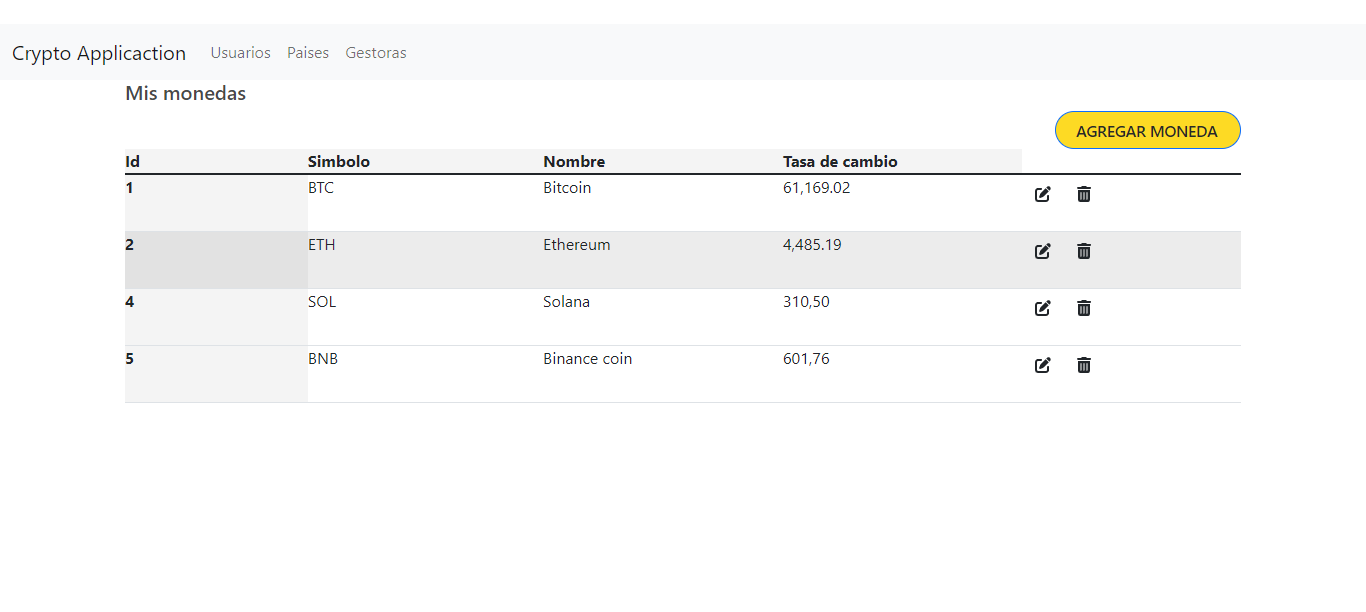 Crypto Applicaction Usuarios Paises Gestoras
Mis monedas
AGREGAR MONEDA
Id Simbolo Nombre Tasa de cambio
1 BTC Bitcoin 61,169.02
2 ETH Ethereum 4,485.19
4 SOL Solana 310,50
5 BNB Binance coin 601,76